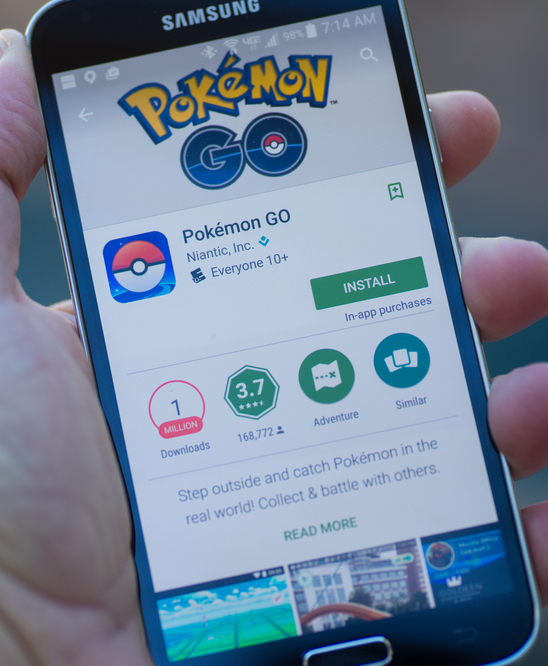 SAMSUNG
98% 7:14 AM
POKéMON
GO
TM
Pokémon GO
Niantic, Inc.
Everyone 10+
INSTALL
In-app purchases
1
MILLION
Downloads
3.7
168,772
Adventure
Similar
Step outside and catch Pokémon in the
real world! Collect & battle with others.
READ MORE